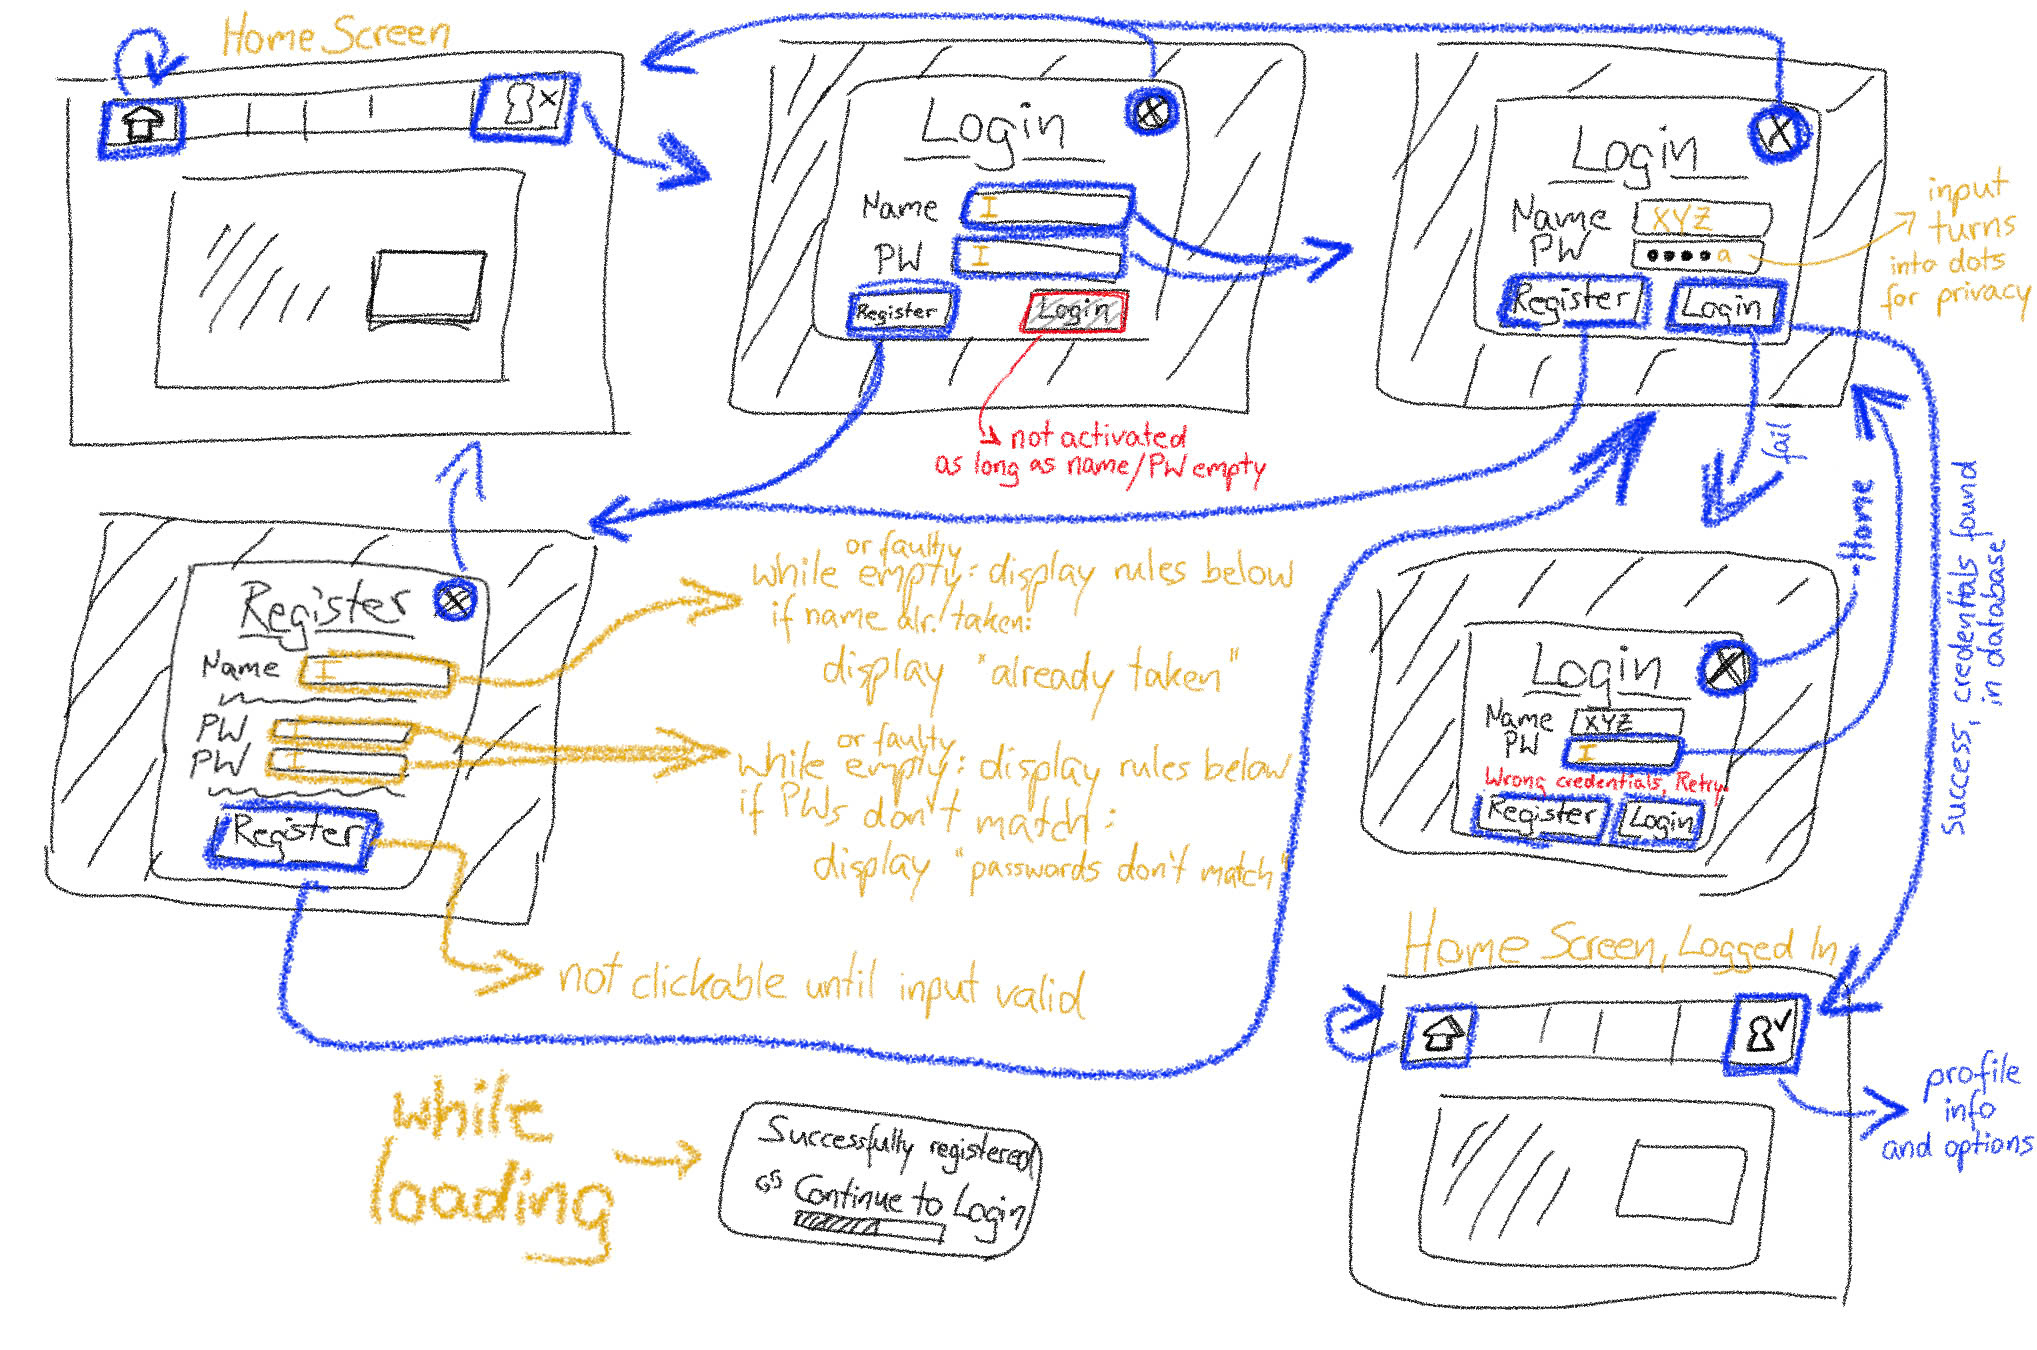 Home Screen
Login
Name I
PW I
Register Login
not activated
as long as name/PW empty
Login
Name XYZ
PW a
Register Login
input
turns
into dots
for privacy
fail
Home
Success, credentials found
in database
Register
Name I
PW I
PW I
Register
or faulty
while empty: display rules below
if name alr. taken:
display "already taken"
or faulty
while empty: display rules below
if PWs don't match:
display "passwords don't match"
not clickable until input valid
Login
Name XYZ
PW I
Wrong credentials, Retry.
Register Login
Home Screen, Logged In
profile
info
and options
while
loading
Successfully registered
Continue to Login